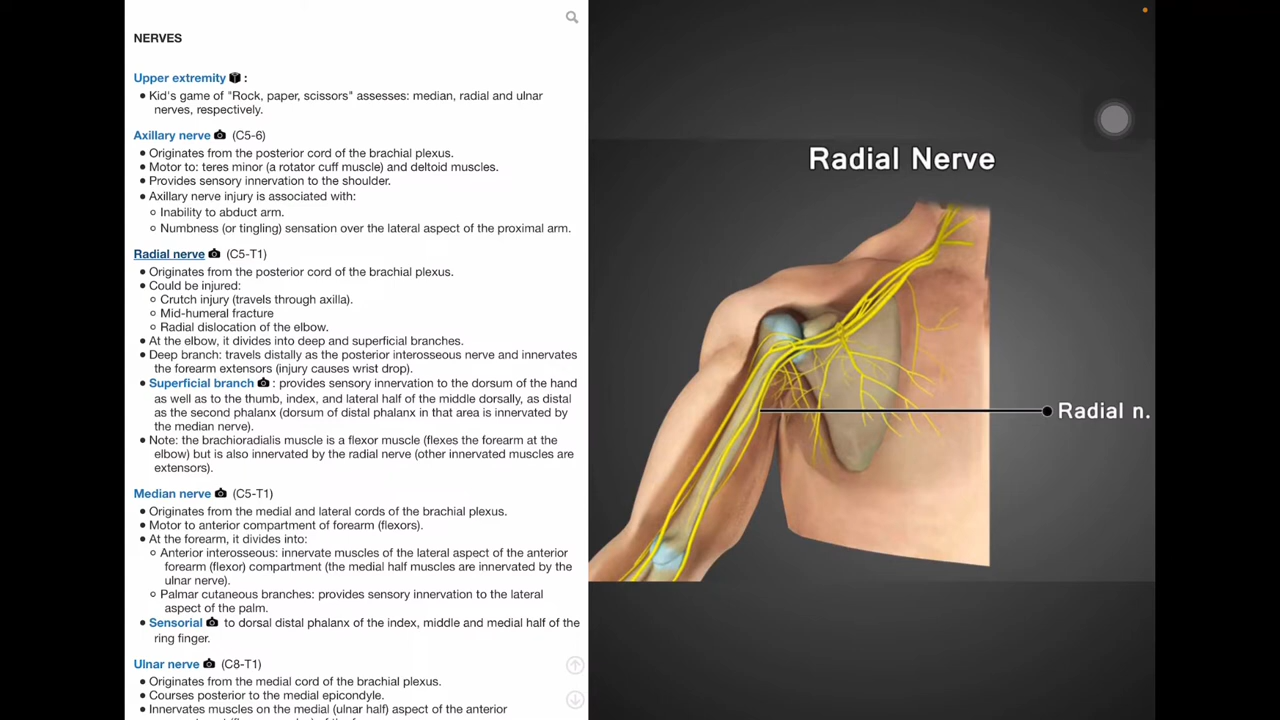 NERVES
Upper extremity :
• Kid's game of "Rock, paper, scissors" assesses: median, radial and ulnar
nerves, respectively.
Axillary nerve (C5-6)
• Originates from the posterior cord of the brachial plexus.
• Motor to: teres minor (a rotator cuff muscle) and deltoid muscles.
• Provides sensory innervation to the shoulder.
• Axillary nerve injury is associated with:
○ Inability to abduct arm.
○ Numbness (or tingling) sensation over the lateral aspect of the proximal arm.
Radial nerve (C5-T1)
• Originates from the posterior cord of the brachial plexus.
• Could be injured:
○ Crutch injury (travels through axilla).
○ Mid-humeral fracture
○ Radial dislocation of the elbow.
• At the elbow, it divides into deep and superficial branches.
• Deep branch: travels distally as the posterior interosseous nerve and innervates
the forearm extensors (injury causes wrist drop).
• Superficial branch : provides sensory innervation to the dorsum of the hand
as well as to the thumb, index, and lateral half of the middle dorsally, as distal
as the second phalanx (dorsum of distal phalanx in that area is innervated by
the median nerve).
• Note: the brachioradialis muscle is a flexor muscle (flexes the forearm at the
elbow) but is also innervated by the radial nerve (other innervated muscles are
extensors).
Median nerve (C5-T1)
• Originates from the medial and lateral cords of the brachial plexus.
• Motor to anterior compartment of forearm (flexors).
• At the forearm, it divides into:
○ Anterior interosseous: innervate muscles of the lateral aspect of the anterior
forearm (flexor) compartment (the medial half muscles are innervated by the
ulnar nerve).
○ Palmar cutaneous branches: provides sensory innervation to the lateral
aspect of the palm.
• Sensorial to dorsal distal phalanx of the index, middle and medial half of the
ring finger.
Ulnar nerve (C8-T1)
• Originates from the medial cord of the brachial plexus.
• Courses posterior to the medial epicondyle.
• Innervates muscles on the medial (ulnar half) aspect of the anterior
Radial Nerve
Radial n.